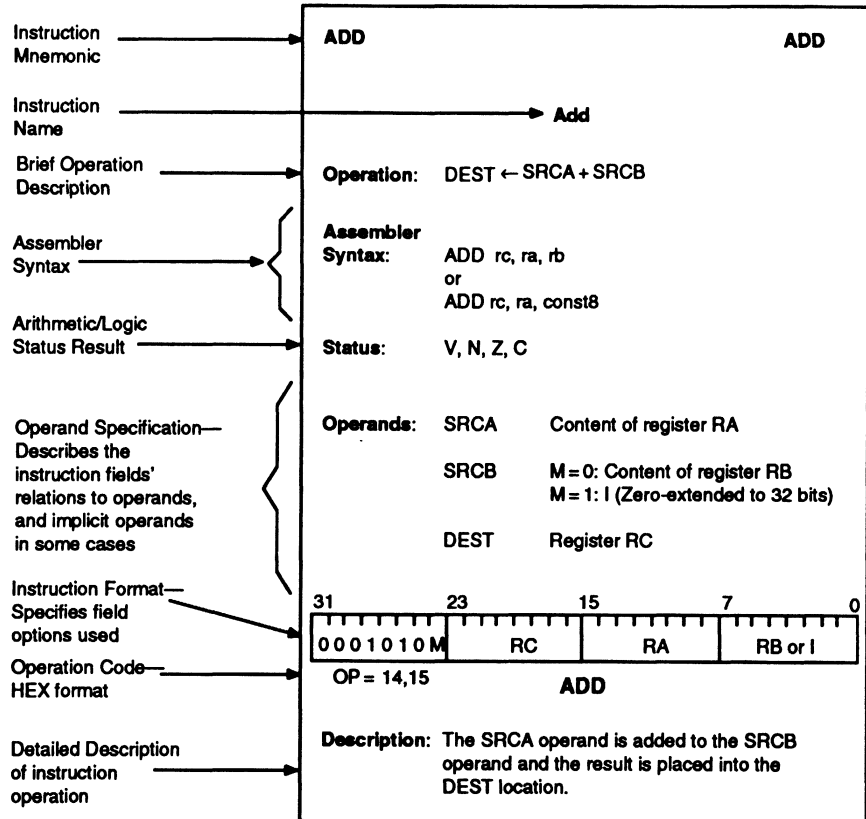 Instruction
Mnemonic
ADD ADD
Instruction
Name
Add
Brief Operation
Description
Operation: DEST ← SRCA + SRCB
Assembler
Syntax
Assembler
Syntax: ADD rc, ra, rb
or
ADD rc, ra, const8
Arithmetic/Logic
Status Result
Status: V, N, Z, C
Operand Specification—
Describes the
instruction fields'
relations to operands,
and implicit operands
in some cases
Operands: SRCA Content of register RA
SRCB M = 0: Content of register RB
M = 1: I (Zero-extended to 32 bits)
DEST Register RC
Instruction Format—
Specifies field
options used
31 23 15 7 0
0 0 0 1 0 1 0 M RC RA RB or I
Operation Code—
HEX format
OP = 14,15 ADD
Detailed Description
of instruction
operation
Description: The SRCA operand is added to the SRCB
operand and the result is placed into the
DEST location.